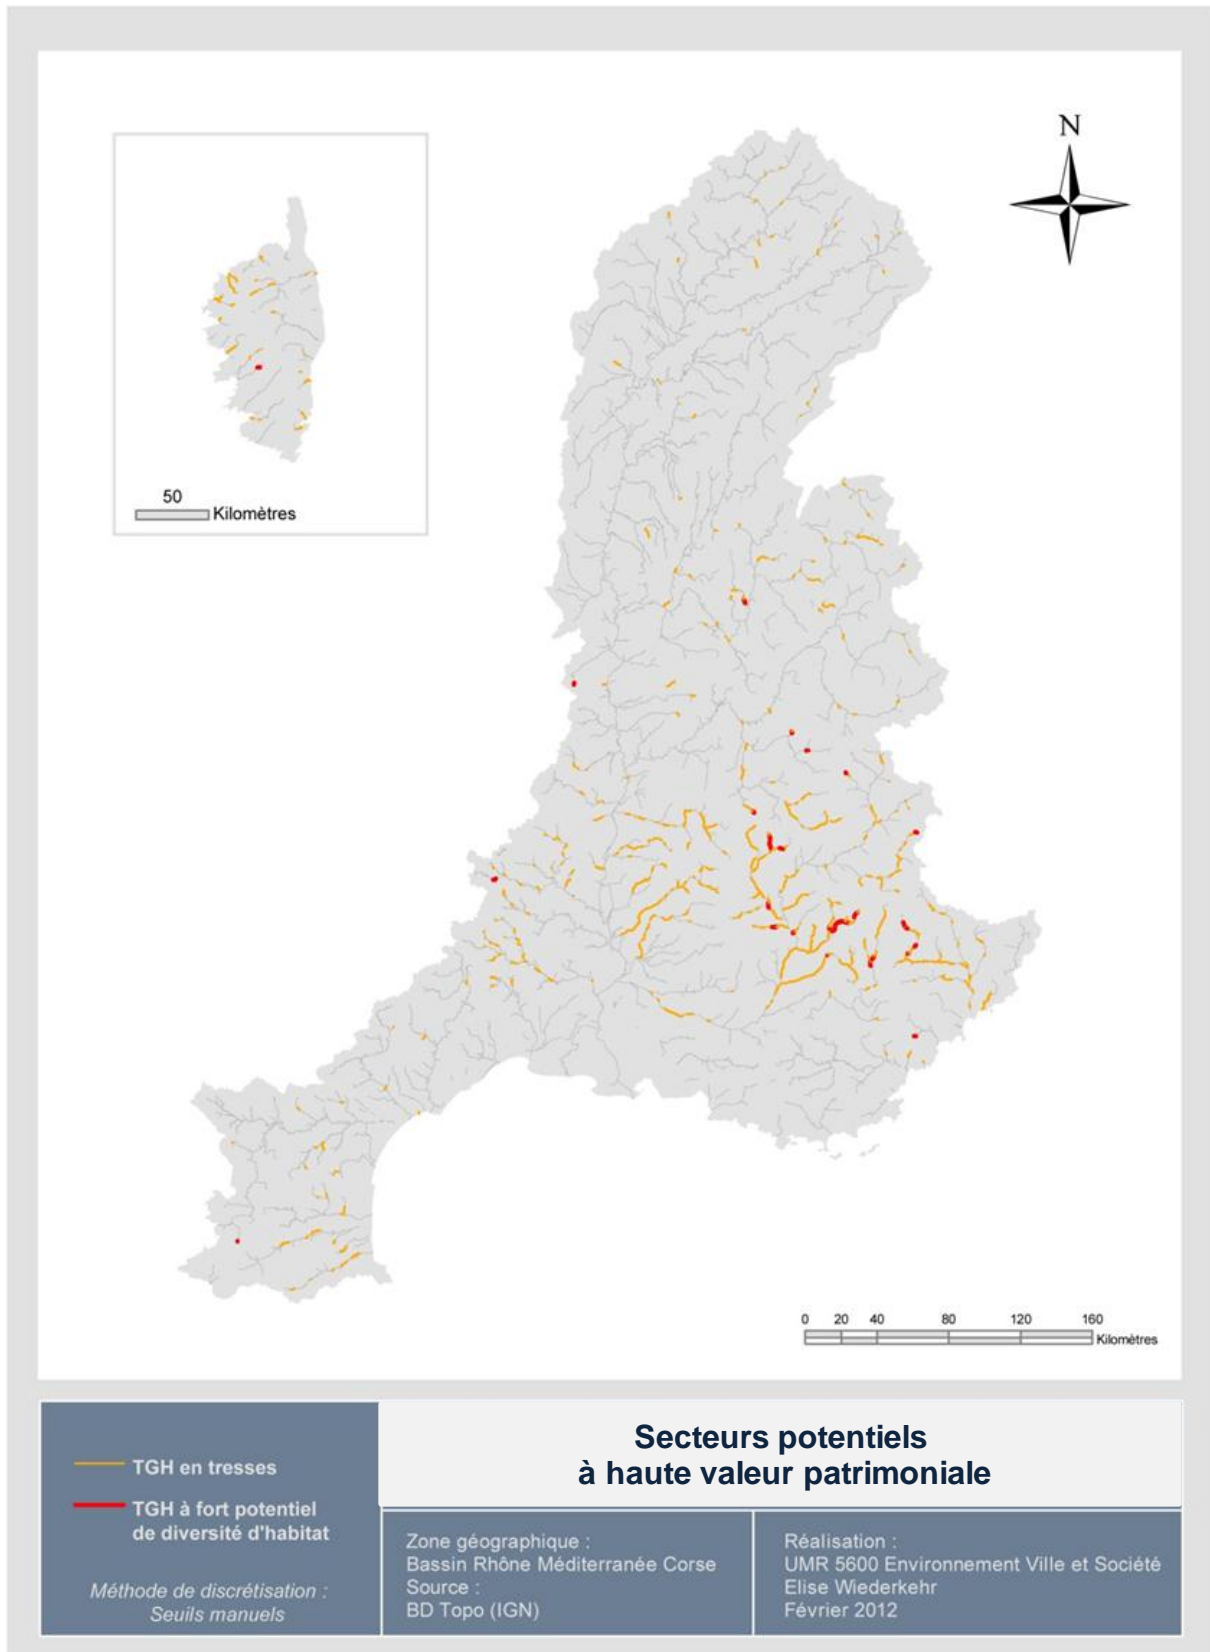 N
50
Kilomètres
0 20 40 80 120 160
Kilomètres
TGH en tresses
TGH à fort potentiel
de diversité d'habitat
Méthode de discrétisation :
Seuils manuels
Secteurs potentiels
à haute valeur patrimoniale
Zone géographique :
Bassin Rhône Méditerranée Corse
Source :
BD Topo (IGN)
Réalisation :
UMR 5600 Environnement Ville et Société
Elise Wiederkehr
Février 2012